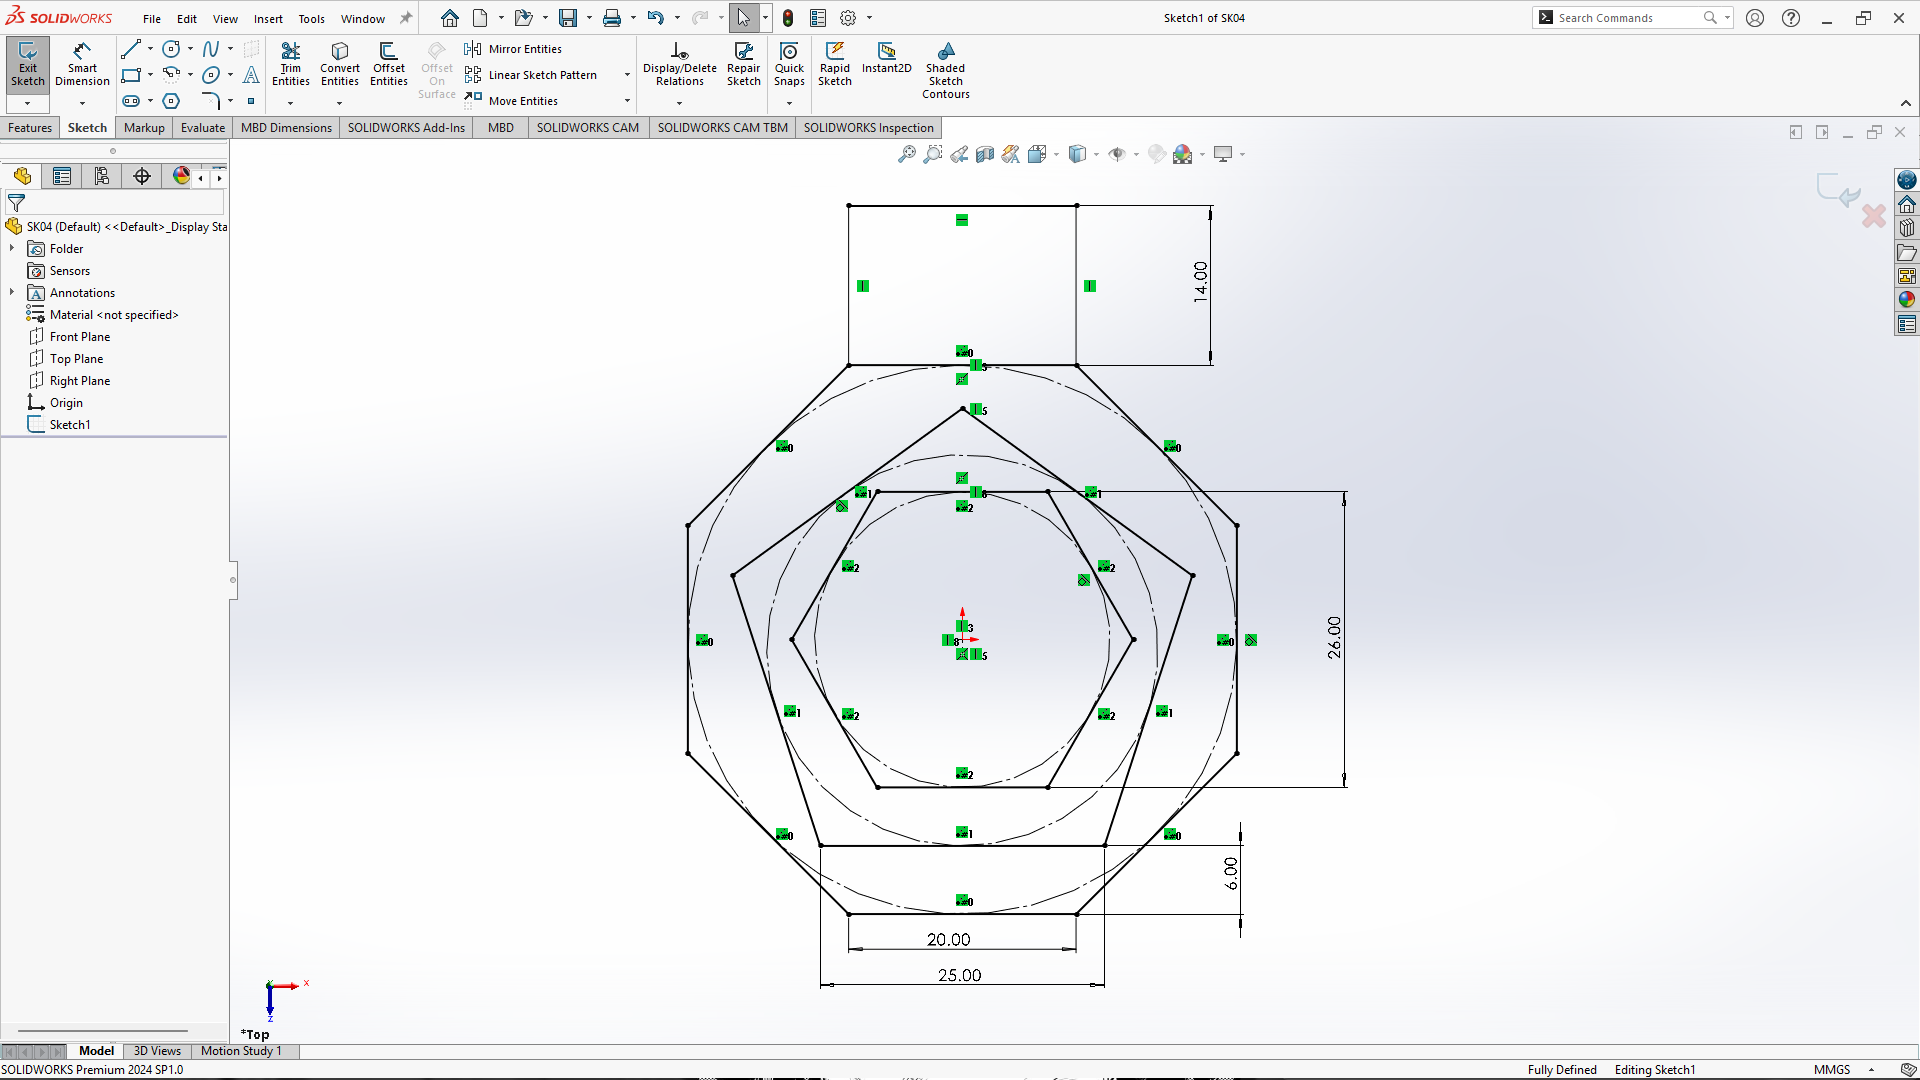 SOLIDWORKS
File Edit View Insert Tools Window
Sketch1 of SK04
Search Commands
Exit Sketch
Smart Dimension
Trim Entities
Convert Entities
Offset Entities
Offset On Surface
Mirror Entities
Linear Sketch Pattern
Move Entities
Display/Delete Relations
Repair Sketch
Quick Snaps
Rapid Sketch
Instant2D
Shaded Sketch Contours
Features Sketch Markup Evaluate MBD Dimensions SOLIDWORKS Add-Ins MBD SOLIDWORKS CAM SOLIDWORKS CAM TBM SOLIDWORKS Inspection
SK04 (Default) <<Default>_Display Sta
Folder
Sensors
Annotations
Material <not specified>
Front Plane
Top Plane
Right Plane
Origin
Sketch1
14.00
26.00
6.00
20.00
25.00
x
z
*Top
Model 3D Views Motion Study 1
SOLIDWORKS Premium 2024 SP1.0
Fully Defined Editing Sketch1 MMGS